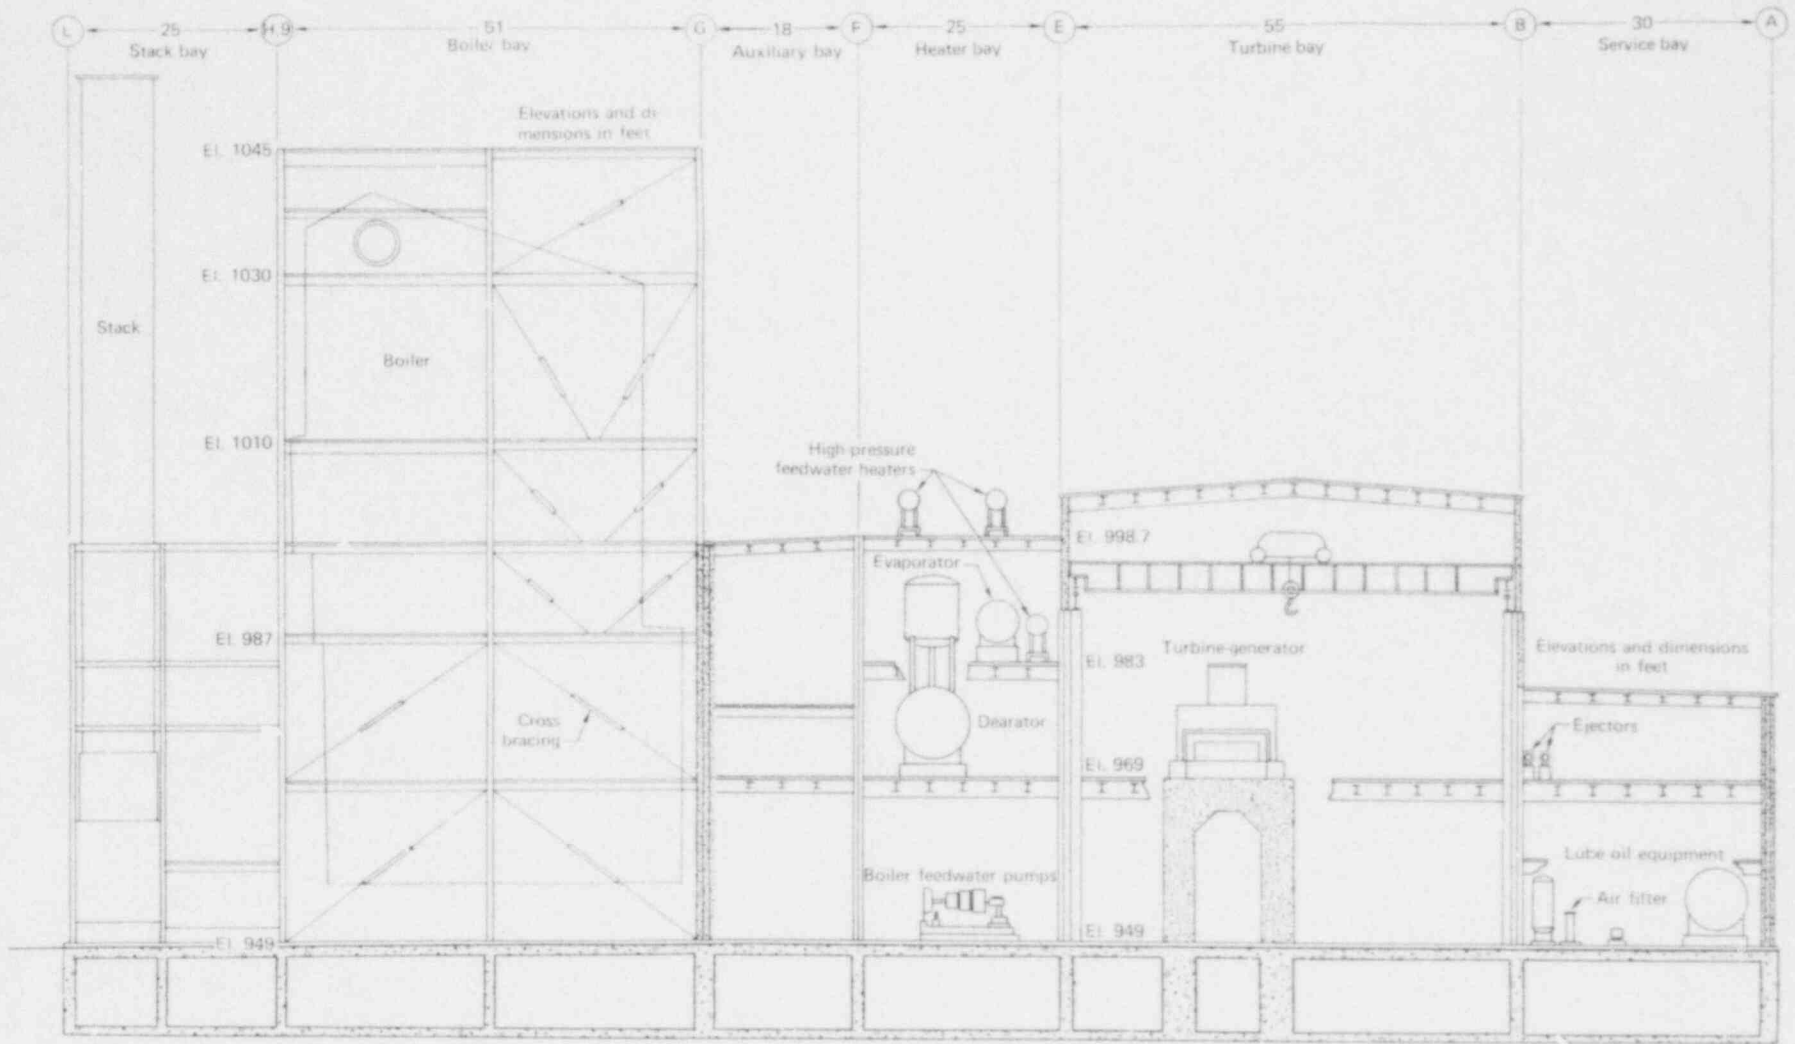 L 25 H.9 51 G 18 F 25 E 55 B 30 A
Stack bay Boiler bay Auxiliary bay Heater bay Turbine bay Service bay
Elevations and di-
mensions in feet
El. 1045
El. 1030
Stack
Boiler
El. 1010
High-pressure
feedwater heaters
El. 998.7
Evaporator
El. 987
El. 983
Turbine-generator
Elevations and dimensions
in feet
Cross
bracing
Dearator
Ejectors
El. 969
Lube oil equipment
Boiler feedwater pumps
Air filter
El. 949
El. 949